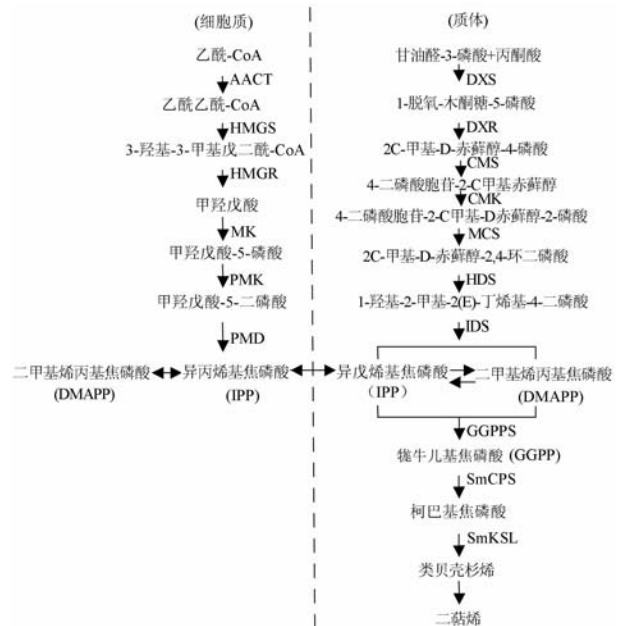 (细胞质)
乙酰-CoA
AACT
乙酰乙酰-CoA
HMGS
3-羟基-3-甲基戊二酰-CoA
HMGR
甲羟戊酸
MK
甲羟戊酸-5-磷酸
PMK
甲羟戊酸-5-二磷酸
PMD
二甲基烯丙基焦磷酸
(DMAPP)
异丙烯基焦磷酸
(IPP)
(质体)
甘油醛-3-磷酸+丙酮酸
DXS
1-脱氧-木酮糖-5-磷酸
DXR
2C-甲基-D-赤藓醇-4-磷酸
CMS
4-二磷酸胞苷-2-C甲基赤藓醇
CMK
4-二磷酸胞苷-2-C甲基-D赤藓醇-2-磷酸
MCS
2C-甲基-D-赤藓醇-2,4-环二磷酸
HDS
1-羟基-2-甲基-2(E)-丁烯基-4-二磷酸
IDS
异戊烯基焦磷酸
(IPP)
二甲基烯丙基焦磷酸
(DMAPP)
GGPPS
牻牛儿基焦磷酸 (GGPP)
SmCPS
柯巴基焦磷酸
SmKSL
类贝壳杉烯
二萜烯